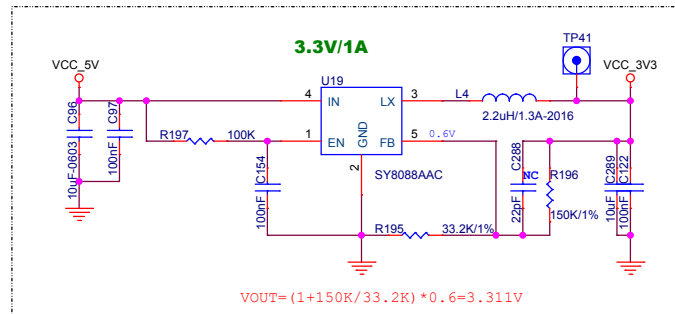 3.3V/1A
TP41
VCC_5V
VCC_3V3
U19
4
IN
LX
3
L4
2.2uH/1.3A-2016
C96
10uF-0603
C97
100nF
R197
100K
1
EN
GND
FB
5
0.6V
2
SY8088AAC
C154
100nF
C288
NC
22pF
R196
150K/1%
C289
10uF
C122
100nF
R195
33.2K/1%
VOUT=(1+150K/33.2K)*0.6=3.311V